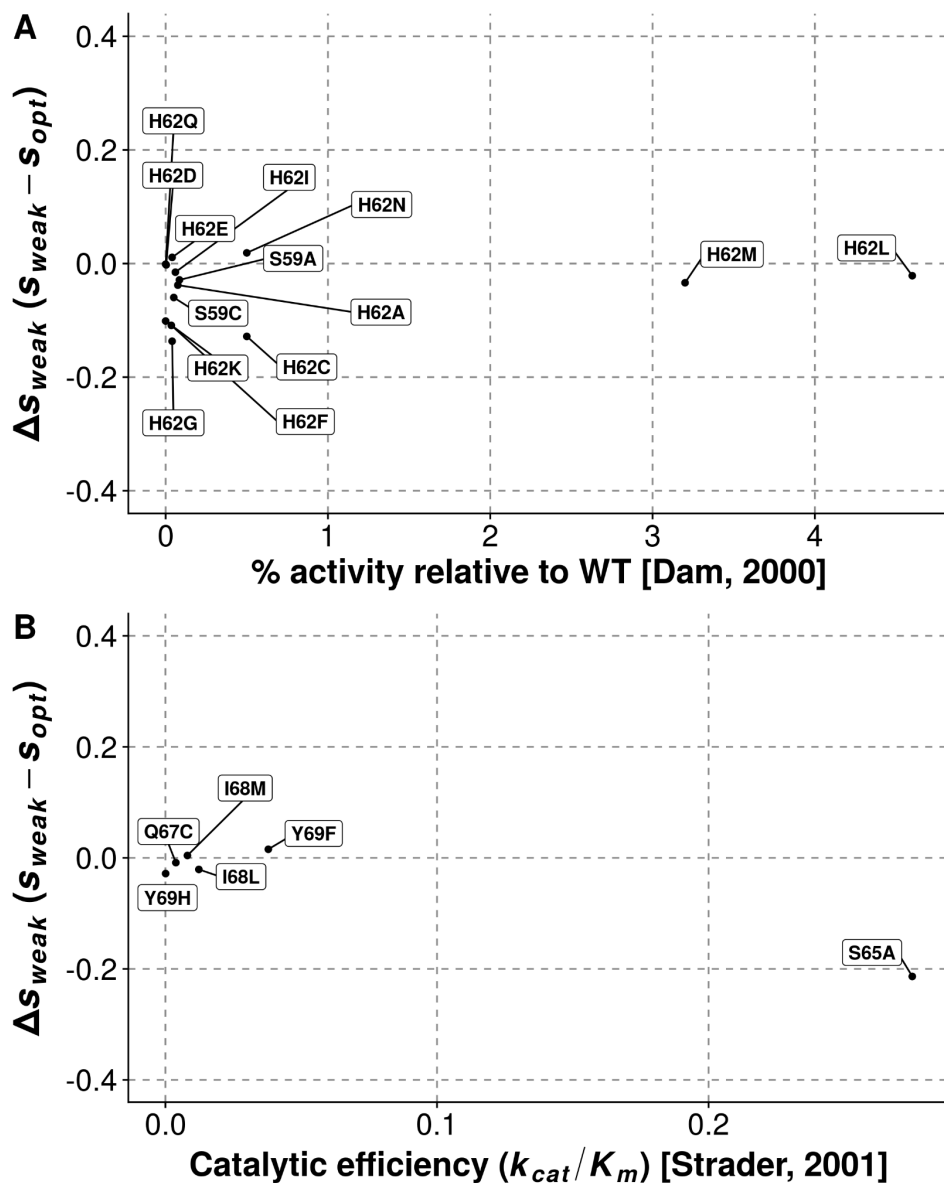 A
Δs_weak (s_weak − s_opt)
0.4
0.2
0.0
-0.2
-0.4
H62Q
H62D
H62I
H62E
H62N
S59A
H62M
H62L
S59C
H62A
H62K
H62C
H62G
H62F
0 1 2 3 4
% activity relative to WT [Dam, 2000]
B
Δs_weak (s_weak − s_opt)
0.4
0.2
0.0
-0.2
-0.4
I68M
Q67C
Y69F
I68L
Y69H
S65A
0.0 0.1 0.2
Catalytic efficiency (k_cat/K_m) [Strader, 2001]